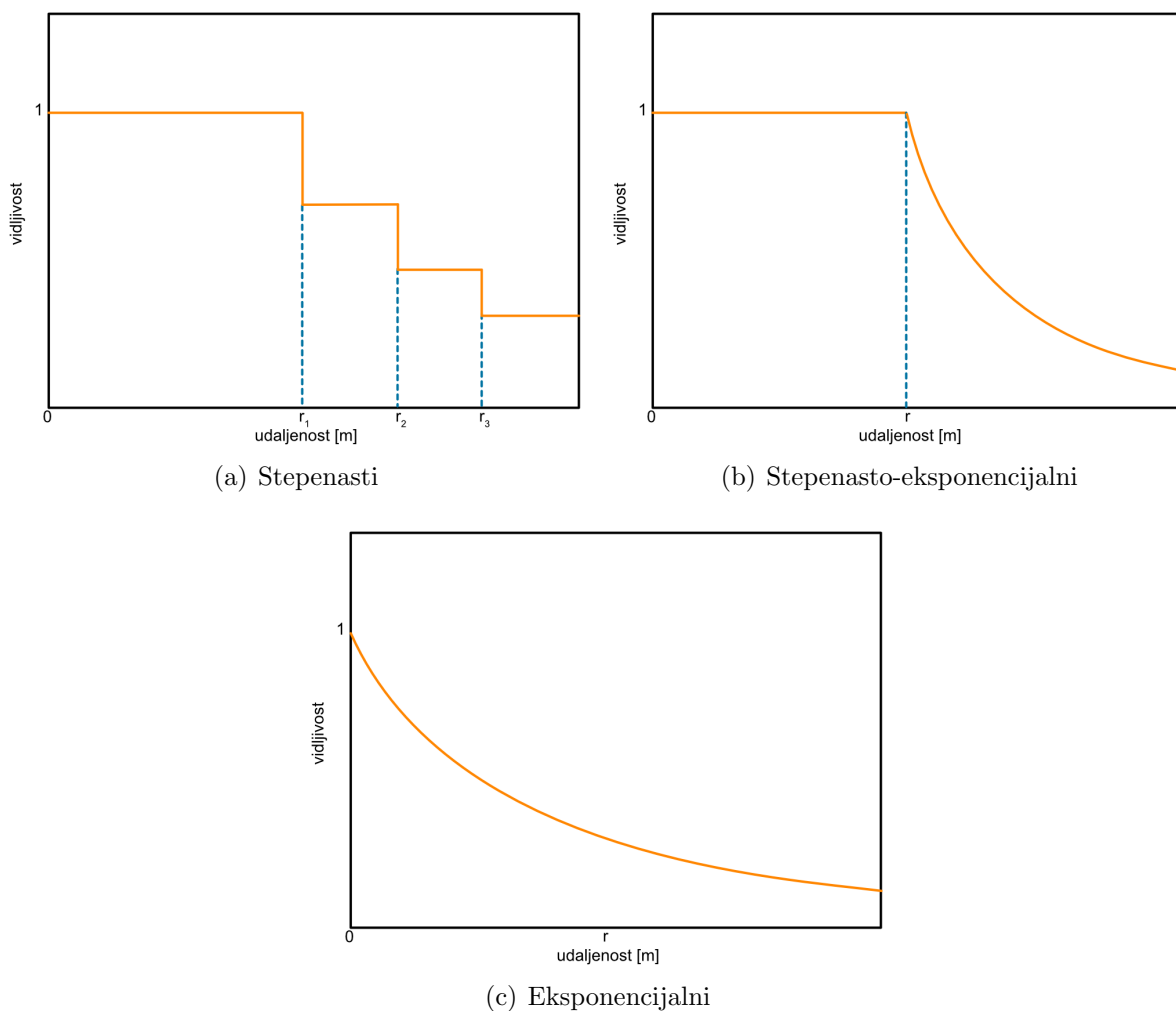 1
vidljivost
0
r1
r2
r3
udaljenost [m]
(a) Stepenasti
1
vidljivost
0
r
udaljenost [m]
(b) Stepenasto-eksponencijalni
1
vidljivost
0
r
udaljenost [m]
(c) Eksponencijalni